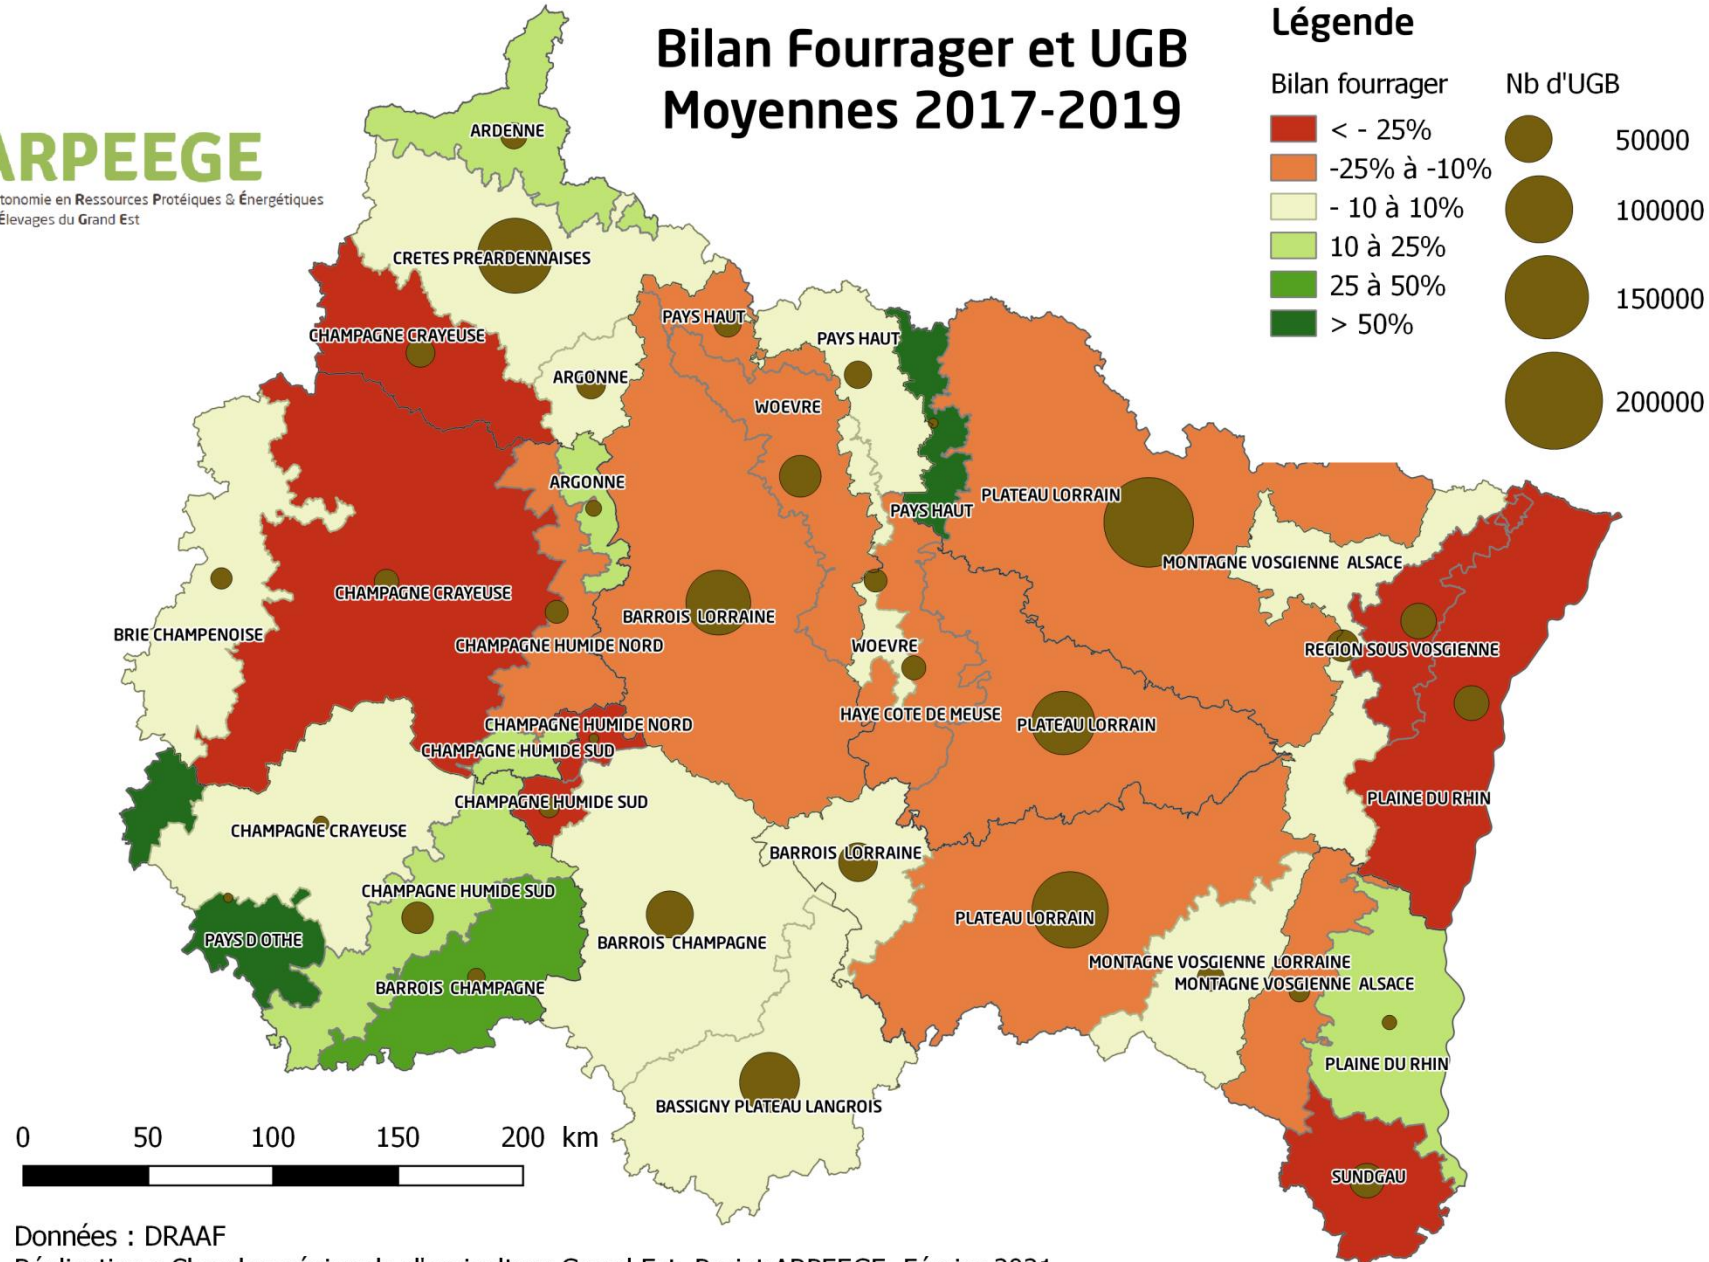 Bilan Fourrager et UGB
Moyennes 2017-2019
ARPEEGE
tonomie en Ressources Protéiques & Énergétiques
Élevages du Grand Est
Légende
Bilan fourrager
< - 25%
-25% à -10%
- 10 à 10%
10 à 25%
25 à 50%
> 50%
Nb d'UGB
50000
100000
150000
200000
ARDENNE
CRETES PREARDENNAISES
CHAMPAGNE CRAYEUSE
PAYS HAUT
PAYS HAUT
ARGONNE
WOEVRE
ARGONNE
PLATEAU LORRAIN
PAYS HAUT
MONTAGNE VOSGIENNE ALSACE
CHAMPAGNE CRAYEUSE
BARROIS LORRAINE
BRIE CHAMPENOISE
CHAMPAGNE HUMIDE NORD
WOEVRE
REGION SOUS VOSGIENNE
HAYE COTE DE MEUSE
CHAMPAGNE HUMIDE NORD
PLATEAU LORRAIN
CHAMPAGNE HUMIDE SUD
CHAMPAGNE HUMIDE SUD
PLAINE DU RHIN
CHAMPAGNE CRAYEUSE
BARROIS LORRAINE
CHAMPAGNE HUMIDE SUD
PLATEAU LORRAIN
PAYS D OTHE
BARROIS CHAMPAGNE
MONTAGNE VOSGIENNE LORRAINE
MONTAGNE VOSGIENNE ALSACE
BARROIS CHAMPAGNE
PLAINE DU RHIN
BASSIGNY PLATEAU LANGROIS
SUNDGAU
0 50 100 150 200 km
Données : DRAAF